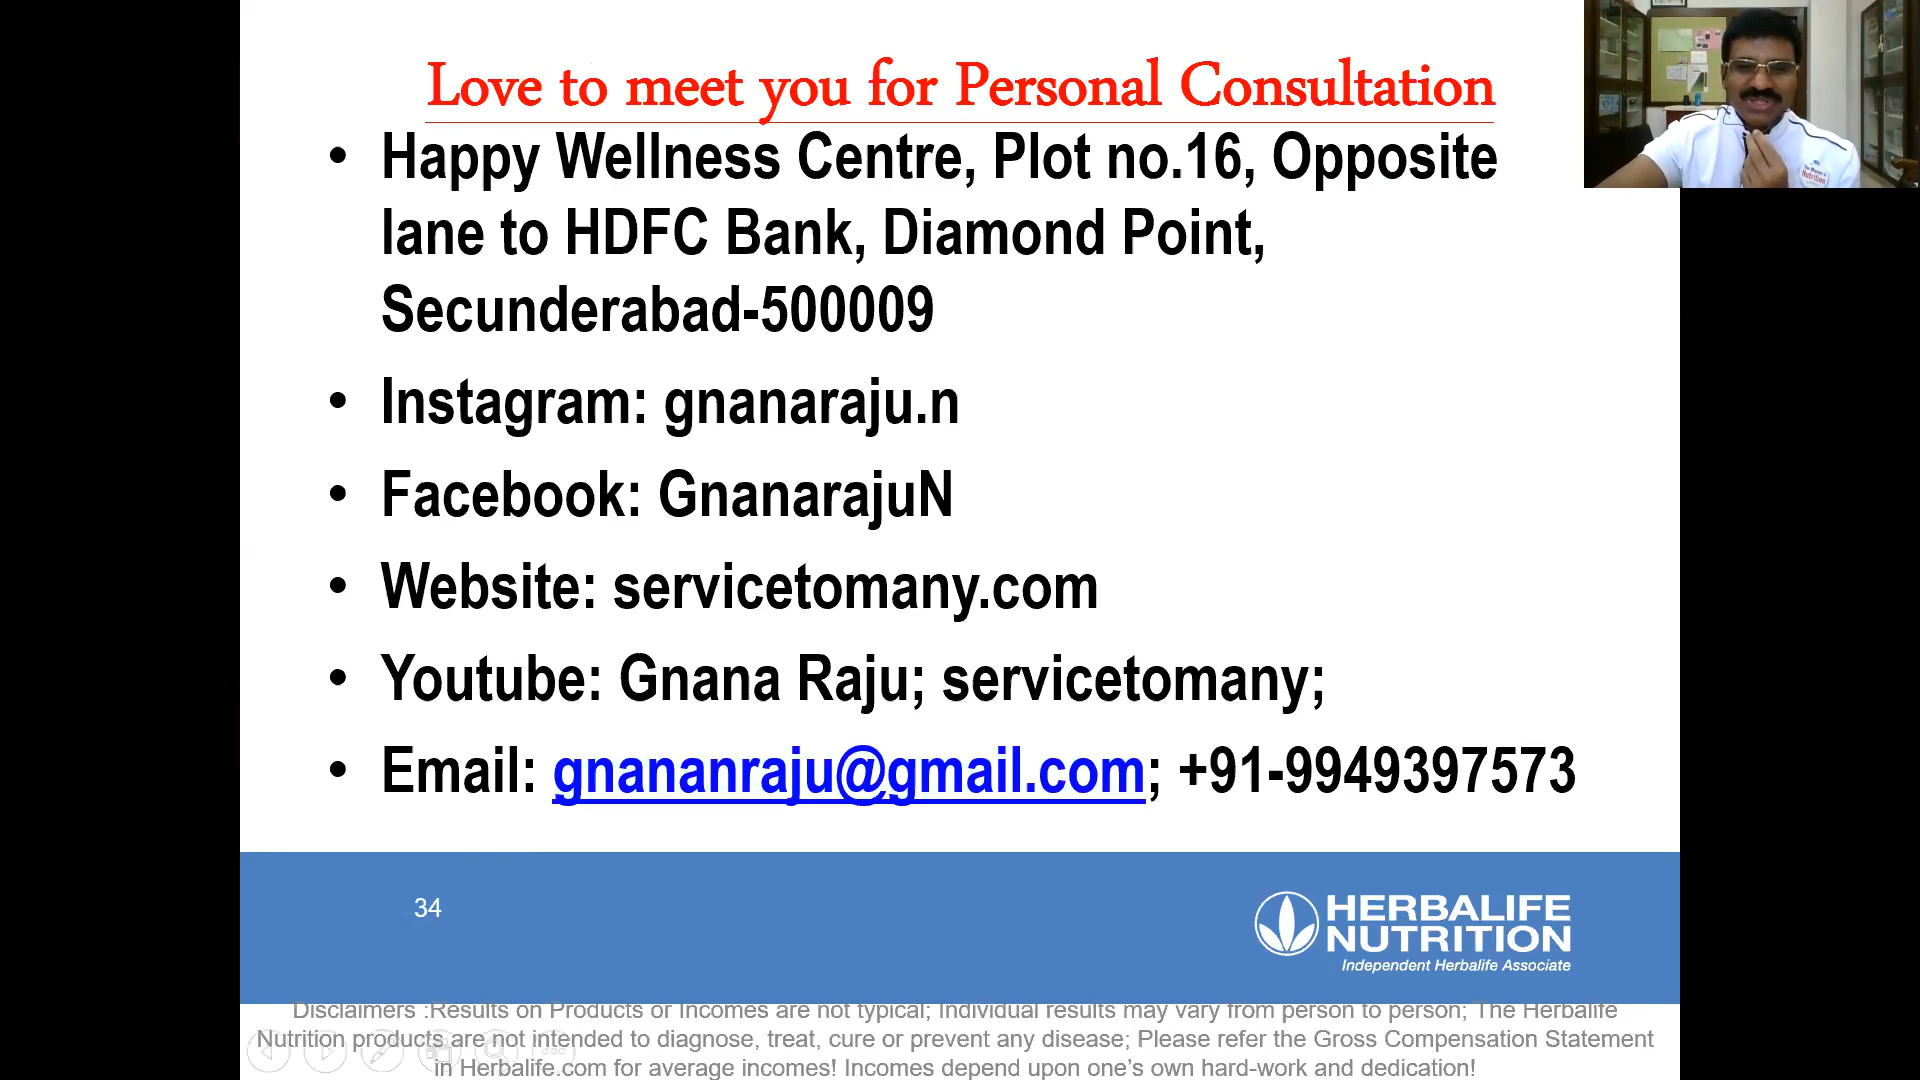 Love to meet you for Personal Consultation
• Happy Wellness Centre, Plot no.16, Opposite
lane to HDFC Bank, Diamond Point,
Secunderabad-500009
• Instagram: gnanaraju.n
• Facebook: GnanarajuN
• Website: servicetomany.com
• Youtube: Gnana Raju; servicetomany;
• Email: gnananraju@gmail.com; +91-9949397573
34
HERBALIFE
NUTRITION
Independent Herbalife Associate
Disclaimers :Results on Products or Incomes are not typical; Individual results may vary from person to person; The Herbalife
Nutrition products are not intended to diagnose, treat, cure or prevent any disease; Please refer the Gross Compensation Statement
in Herbalife.com for average incomes! Incomes depend upon one's own hard-work and dedication!